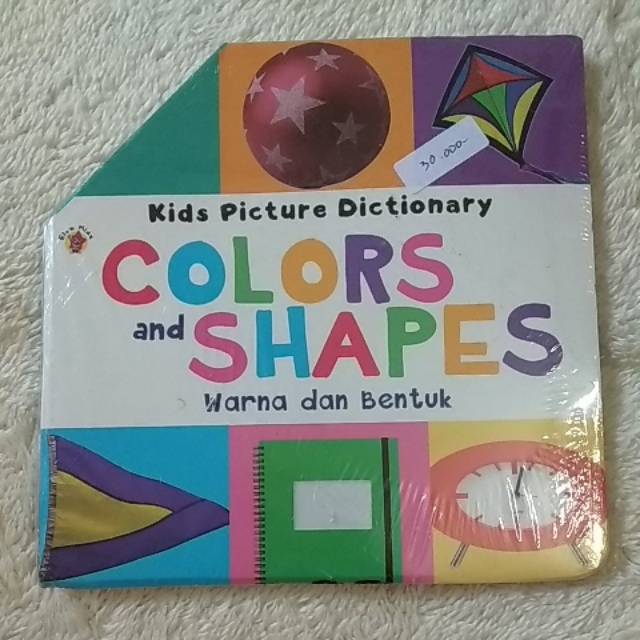 30.000-
Kids Picture Dictionary
COLORS
and SHAPES
Warna dan Bentuk